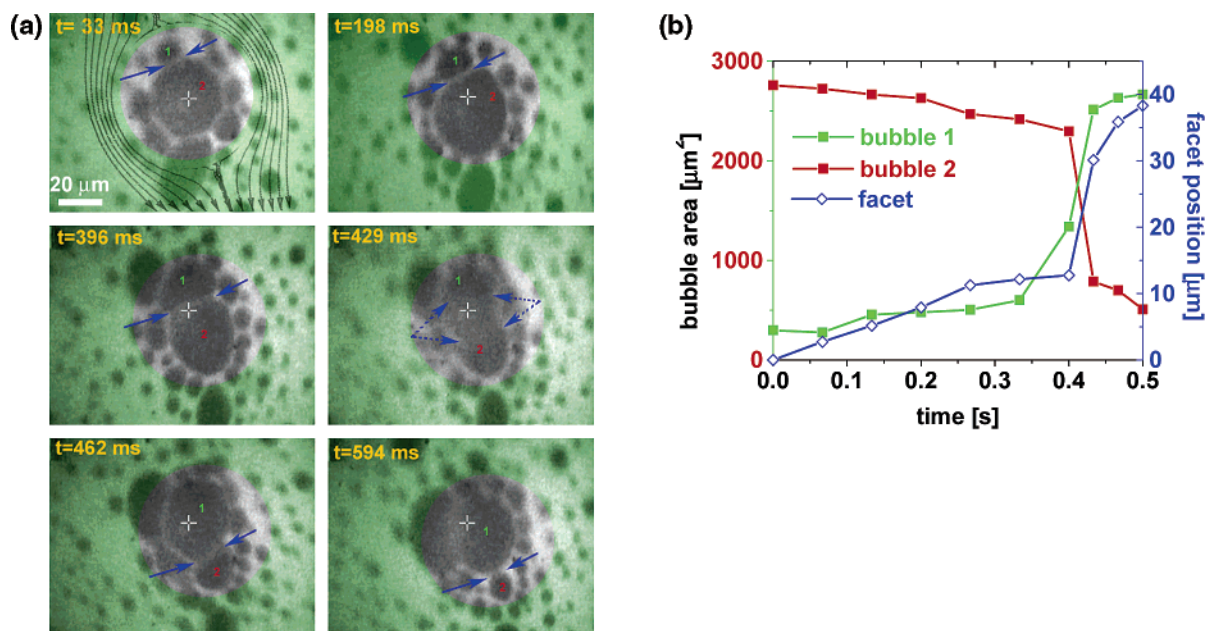 (a)
t= 33 ms
1
2
20 μm
t=198 ms
1
2
t=396 ms
1
2
t=429 ms
1
2
t=462 ms
1
2
t=594 ms
1
2
(b)
3000
2000
1000
0
bubble area [μm²]
bubble 1
bubble 2
facet
40
30
20
10
0
facet position [μm]
0.0 0.1 0.2 0.3 0.4 0.5
time [s]